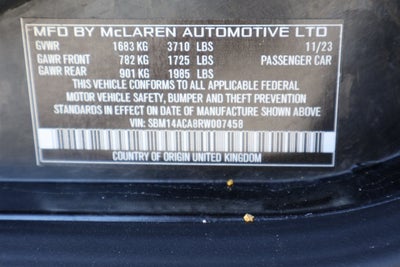 MFD BY McLAREN AUTOMOTIVE LTD
GVWR 1683 KG 3710 LBS 11/23
GAWR FRONT 782 KG 1725 LBS PASSENGER CAR
GAWR REAR 901 KG 1985 LBS
THIS VEHICLE CONFORMS TO ALL APPLICABLE FEDERAL
MOTOR VEHICLE SAFETY, BUMPER AND THEFT PREVENTION
STANDARDS IN EFFECT ON DATE OF MANUFACTURE SHOWN ABOVE
VIN: SBM14ACA8RW007458
COUNTRY OF ORIGIN UNITED KINGDOM